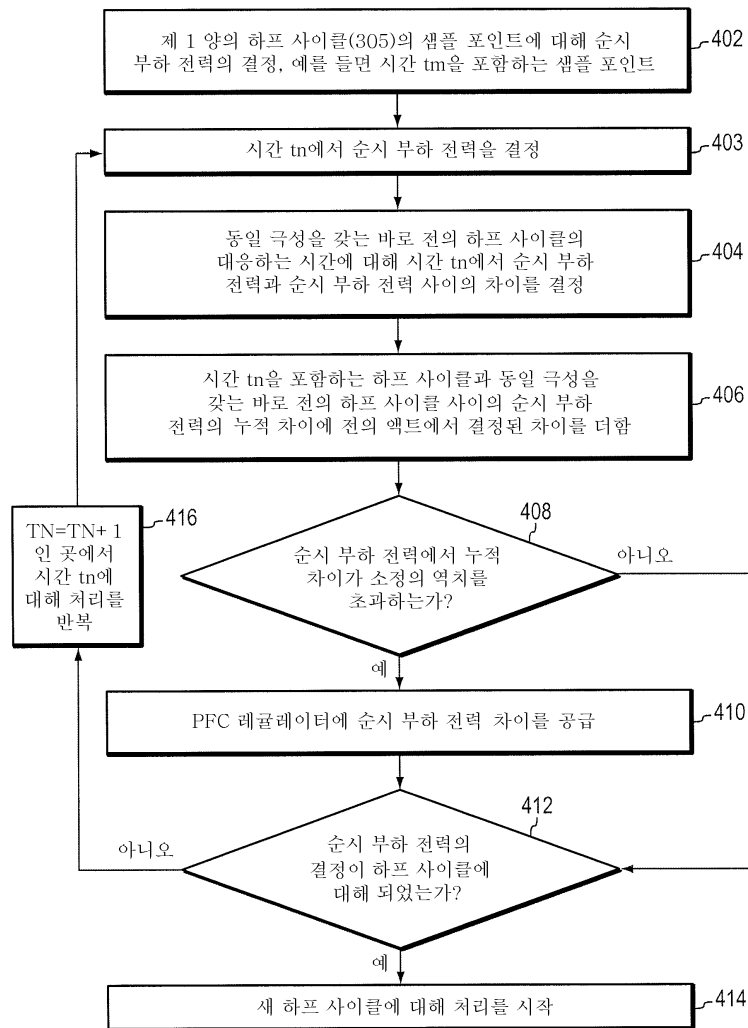 제 1 양의 하프 사이클(305)의 샘플 포인트에 대해 순시
부하 전력의 결정, 예를 들면 시간 tm을 포함하는 샘플 포인트
402
시간 tn에서 순시 부하 전력을 결정
403
동일 극성을 갖는 바로 전의 하프 사이클의
대응하는 시간에 대해 시간 tn에서 순시 부하
전력과 순시 부하 전력 사이의 차이를 결정
404
시간 tn을 포함하는 하프 사이클과 동일 극성을
갖는 바로 전의 하프 사이클 사이의 순시 부하
전력의 누적 차이에 전의 액트에서 결정된 차이를 더함
406
TN=TN+1
인 곳에서
시간 tn에
대해 처리를
반복
416
순시 부하 전력에서 누적
차이가 소정의 역치를
초과하는가?
408
아니오
예
PFC 레귤레이터에 순시 부하 전력 차이를 공급
410
순시 부하 전력의
결정이 하프 사이클에
대해 되었는가?
412
아니오
예
새 하프 사이클에 대해 처리를 시작
414